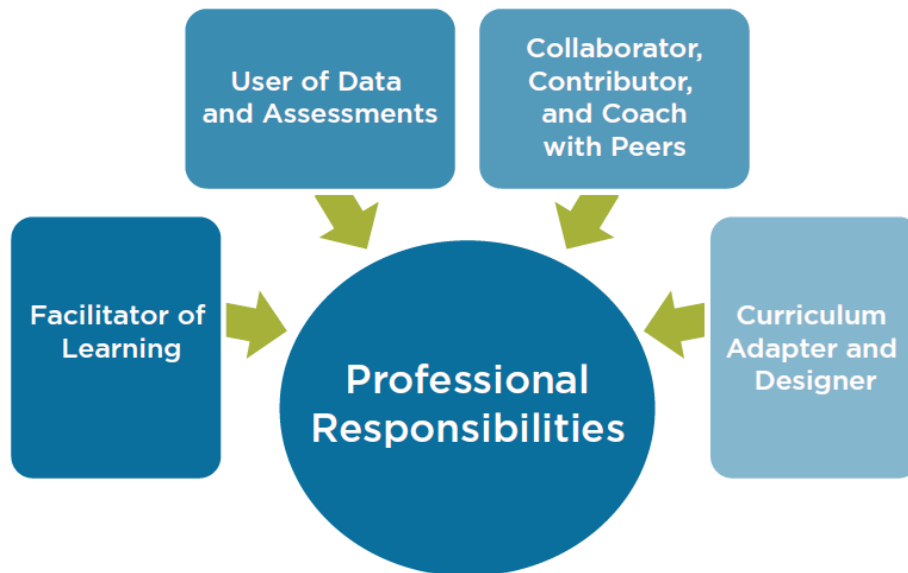 User of Data
and Assessments
Collaborator,
Contributor,
and Coach
with Peers
Facilitator of
Learning
Curriculum
Adapter and
Designer
Professional
Responsibilities